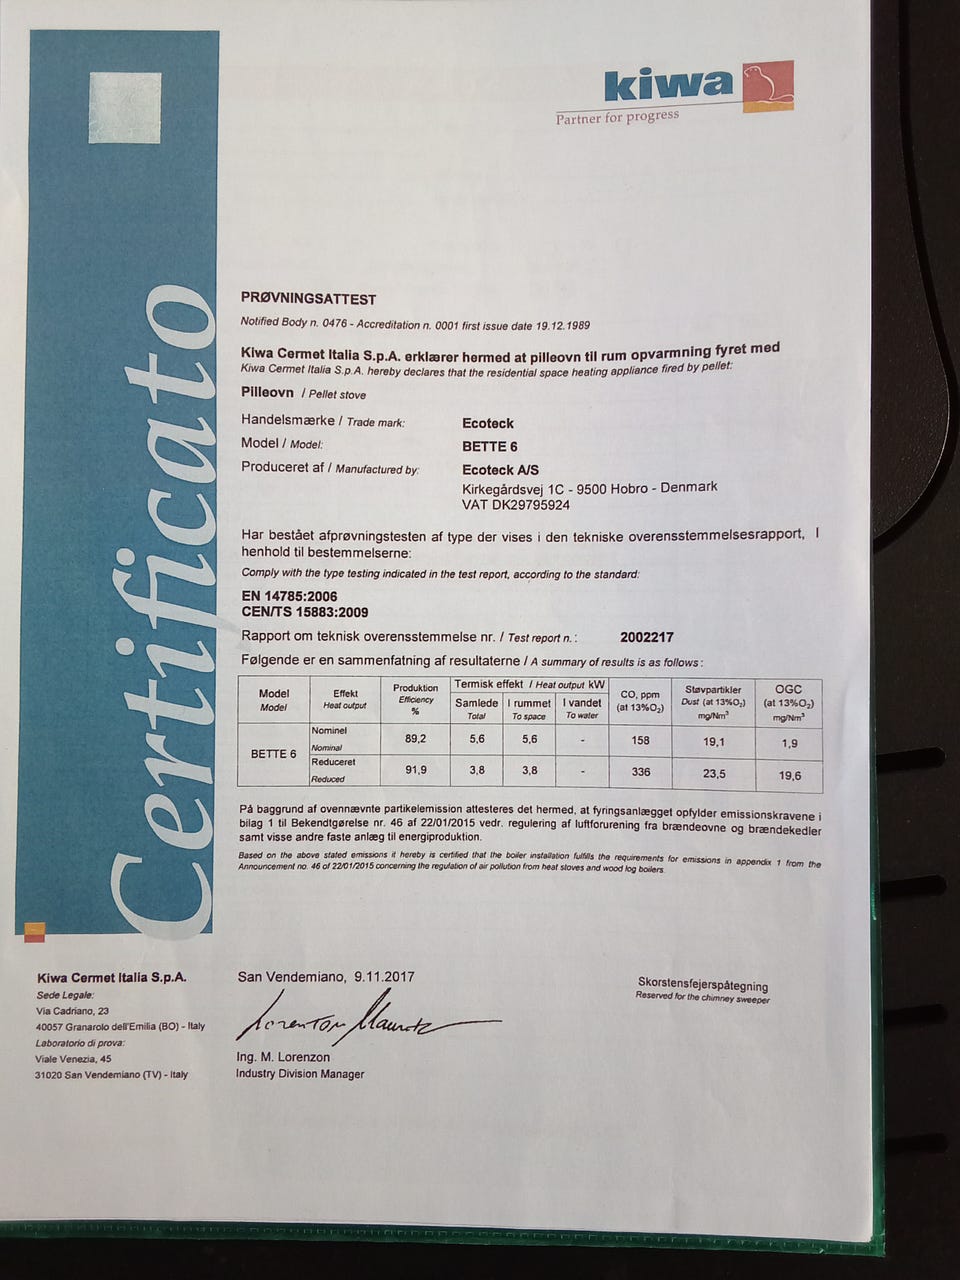 kiwa
Partner for progress
Certificato
PRØVNINGSATTEST
Notified Body n. 0476 - Accreditation n. 0001 first issue date 19.12.1989
Kiwa Cermet Italia S.p.A. erklærer hermed at pilleovn til rum opvarmning fyret med
Kiwa Cermet Italia S.p.A. hereby declares that the residential space heating appliance fired by pellet:
Pilleovn / Pellet stove
Handelsmærke / Trade mark: Ecoteck
Model / Model: BETTE 6
Produceret af / Manufactured by: Ecoteck A/S
Kirkegårdsvej 1C - 9500 Hobro - Denmark
VAT DK29795924
Har bestået afprøvningstesten af type der vises i den tekniske overensstemmelsesrapport, I
henhold til bestemmelserne:
Comply with the type testing indicated in the test report, according to the standard:
EN 14785:2006
CEN/TS 15883:2009
Rapport om teknisk overensstemmelse nr. / Test report n.: 2002217
Følgende er en sammenfatning af resultaterne / A summary of results is as follows:
Model
Model
Effekt
Heat output
Produktion
Efficiency
%
Termisk effekt / Heat output kW
Samlede
Total
I rummet
To space
I vandet
To water
CO, ppm
(at 13%O₂)
Støvpartikler
Dust (at 13%O₂)
mg/Nm³
OGC
(at 13%O₂)
mg/Nm³
BETTE 6
Nominel
Nominal
89,2 5,6 5,6 - 158 19,1 1,9
Reduceret
Reduced
91,9 3,8 3,8 - 336 23,5 19,6
På baggrund af ovennævnte partikelemission attesteres det hermed, at fyringsanlægget opfylder emissionskravene i
bilag 1 til Bekendtgørelse nr. 46 af 22/01/2015 vedr. regulering af luftforurening fra brændeovne og brændekedler
samt visse andre faste anlæg til energiproduktion.
Based on the above stated emissions it hereby is certified that the boiler installation fulfills the requirements for emissions in appendix 1 from the
Announcement no. 46 of 22/01/2015 concerning the regulation of air pollution from heat stoves and wood log boilers.
Kiwa Cermet Italia S.p.A.
Sede Legale:
Via Cadriano, 23
40057 Granarolo dell'Emilia (BO) - Italy
Laboratorio di prova:
Viale Venezia, 45
31020 San Vendemiano (TV) - Italy
San Vendemiano, 9.11.2017
Ing. M. Lorenzon
Industry Division Manager
Skorstensfejerspåtegning
Reserved for the chimney sweeper